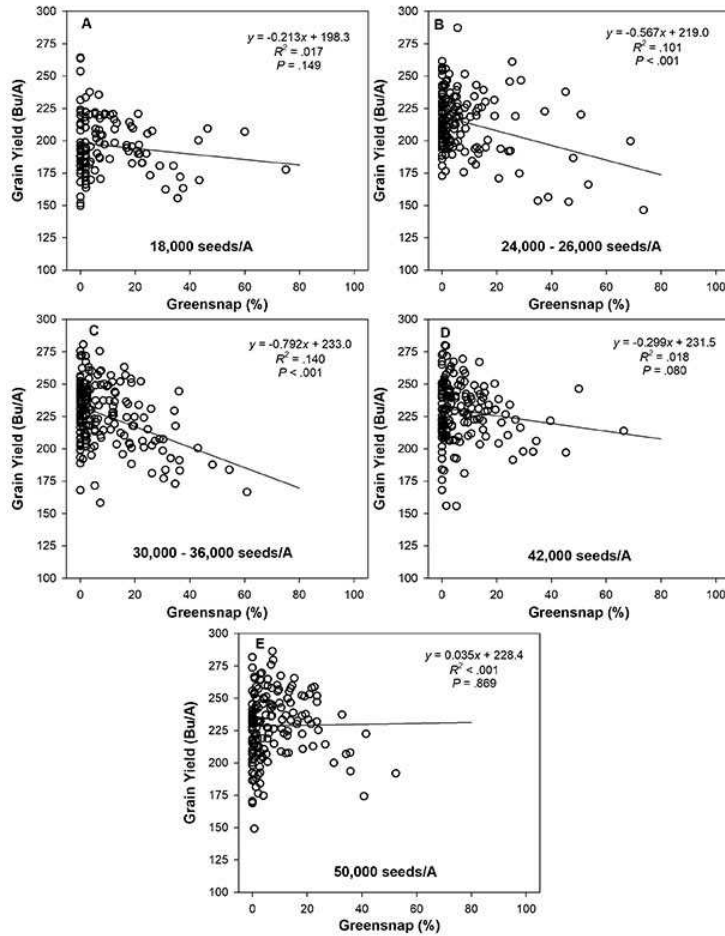 A
y = -0.213x + 198.3
R² = .017
P = .149
300
275
250
225
200
175
150
125
100
Grain Yield (Bu/A)
18,000 seeds/A
0 20 40 60 80 100
Greensnap (%)
B
y = -0.567x + 219.0
R² = .101
P < .001
300
275
250
225
200
175
150
125
100
Grain Yield (Bu/A)
24,000 - 26,000 seeds/A
0 20 40 60 80 100
Greensnap (%)
C
y = -0.792x + 233.0
R² = .140
P < .001
300
275
250
225
200
175
150
125
100
Grain Yield (Bu/A)
30,000 - 36,000 seeds/A
0 20 40 60 80 100
Greensnap (%)
D
y = -0.299x + 231.5
R² = .018
P = .080
300
275
250
225
200
175
150
125
100
Grain Yield (Bu/A)
42,000 seeds/A
0 20 40 60 80 100
Greensnap (%)
E
y = 0.035x + 228.4
R² < .001
P = .869
300
275
250
225
200
175
150
125
100
Grain Yield (Bu/A)
50,000 seeds/A
0 20 40 60 80 100
Greensnap (%)